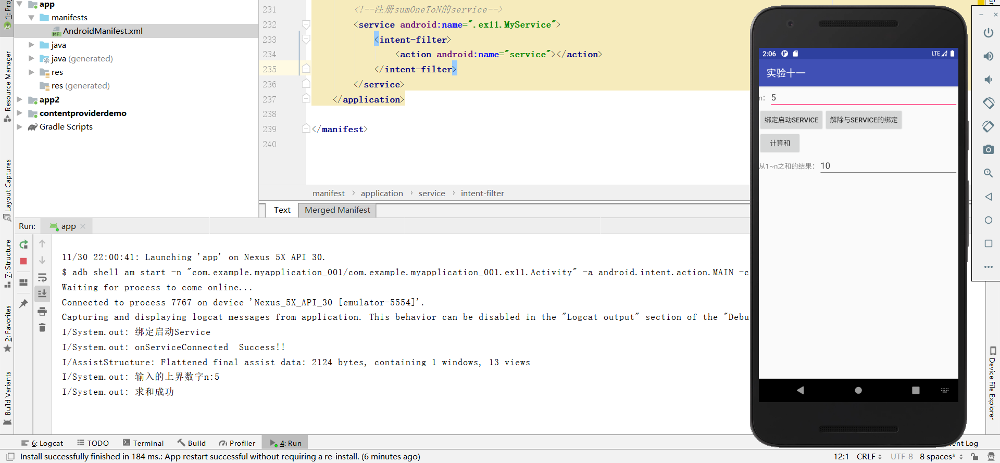 1: Proj
Resource Manager
Layout Captures
Z: Structure
2: Favorites
Build Variants
app
manifests
AndroidManifest.xml
java
java (generated)
res
res (generated)
app2
contentproviderdemo
Gradle Scripts
231 <!--注册sumOneToN的service-->
232 <service android:name=".ex11.MyService">
233 <intent-filter>
234 <action android:name="service"></action>
235 </intent-filter>
236 </service>
237 </application>
238
239 </manifest>
240
manifest › application › service › intent-filter
Text Merged Manifest
Run: app
11/30 22:00:41: Launching 'app' on Nexus 5X API 30.
$ adb shell am start -n "com.example.myapplication_001/com.example.myapplication_001.ex11.Activity" -a android.intent.action.MAIN -c
Waiting for process to come online...
Connected to process 7767 on device 'Nexus_5X_API_30 [emulator-5554]'.
Capturing and displaying logcat messages from application. This behavior can be disabled in the "Logcat output" section of the "Debu
I/System.out: 绑定启动Service
I/System.out: onServiceConnected  Success!!
I/AssistStructure: Flattened final assist data: 2124 bytes, containing 1 windows, 13 views
I/System.out: 输入的上界数字n:5
I/System.out: 求和成功
2:06 LTE
实验十一
n: 5
绑定启动SERVICE 解除与SERVICE的绑定
计算和
从1~n之和的结果: 10
Device File Explorer
6: Logcat TODO Terminal Build Profiler 4: Run ent Log
Install successfully finished in 184 ms.: App restart successful without requiring a re-install. (6 minutes ago) 12:1 CRLF UTF-8 8 spaces*